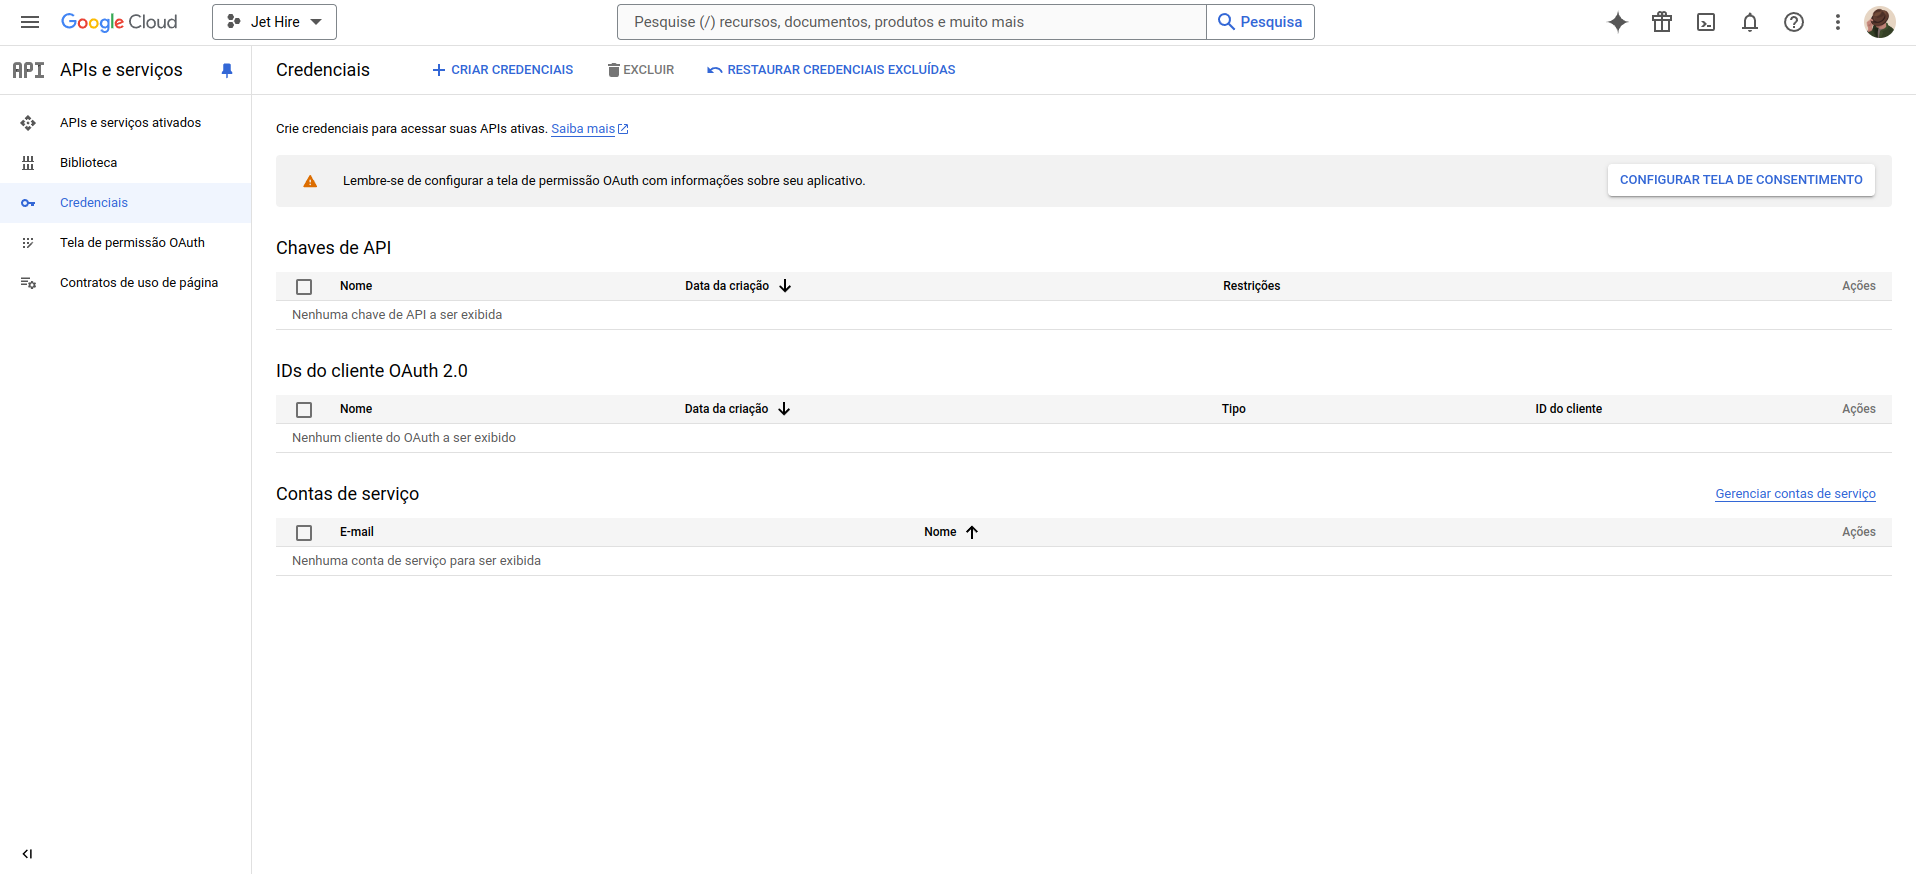 Google Cloud
Jet Hire
Pesquise (/) recursos, documentos, produtos e muito mais
Pesquisa
API APIs e serviços
Credenciais
CRIAR CREDENCIAIS
EXCLUIR
RESTAURAR CREDENCIAIS EXCLUÍDAS
APIs e serviços ativados
Biblioteca
Credenciais
Tela de permissão OAuth
Contratos de uso de página
Crie credenciais para acessar suas APIs ativas. Saiba mais
Lembre-se de configurar a tela de permissão OAuth com informações sobre seu aplicativo.
CONFIGURAR TELA DE CONSENTIMENTO
Chaves de API
Nome Data da criação Restrições Ações
Nenhuma chave de API a ser exibida
IDs do cliente OAuth 2.0
Nome Data da criação Tipo ID do cliente Ações
Nenhum cliente do OAuth a ser exibido
Contas de serviço
Gerenciar contas de serviço
E-mail Nome Ações
Nenhuma conta de serviço para ser exibida